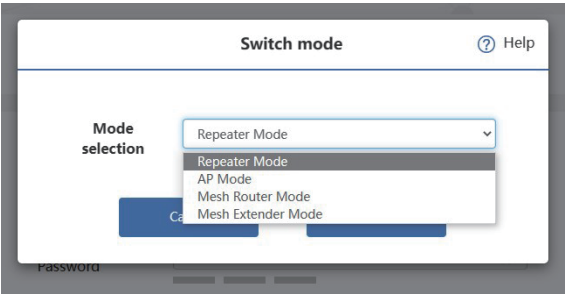 Switch mode
Help
Mode
selection
Repeater Mode
Repeater Mode
AP Mode
Mesh Router Mode
Mesh Extender Mode
Password